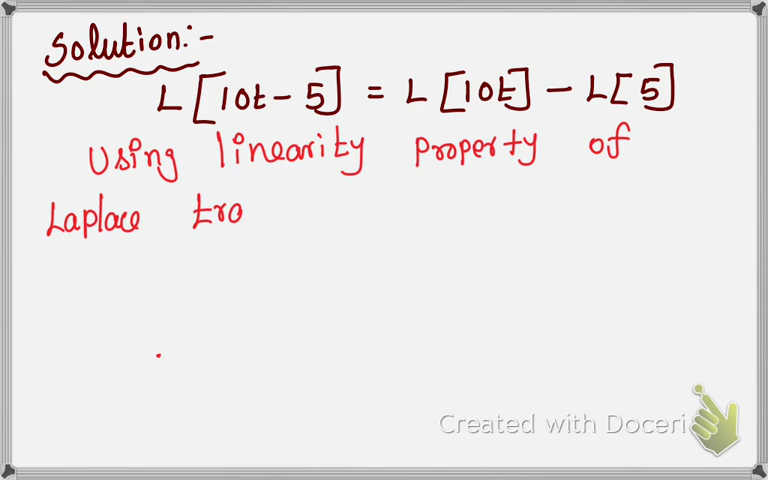 Solution:-
L[10t - 5] = L[10t] - L[5]
Using linearity property of
Laplace tra
Created with Doceri